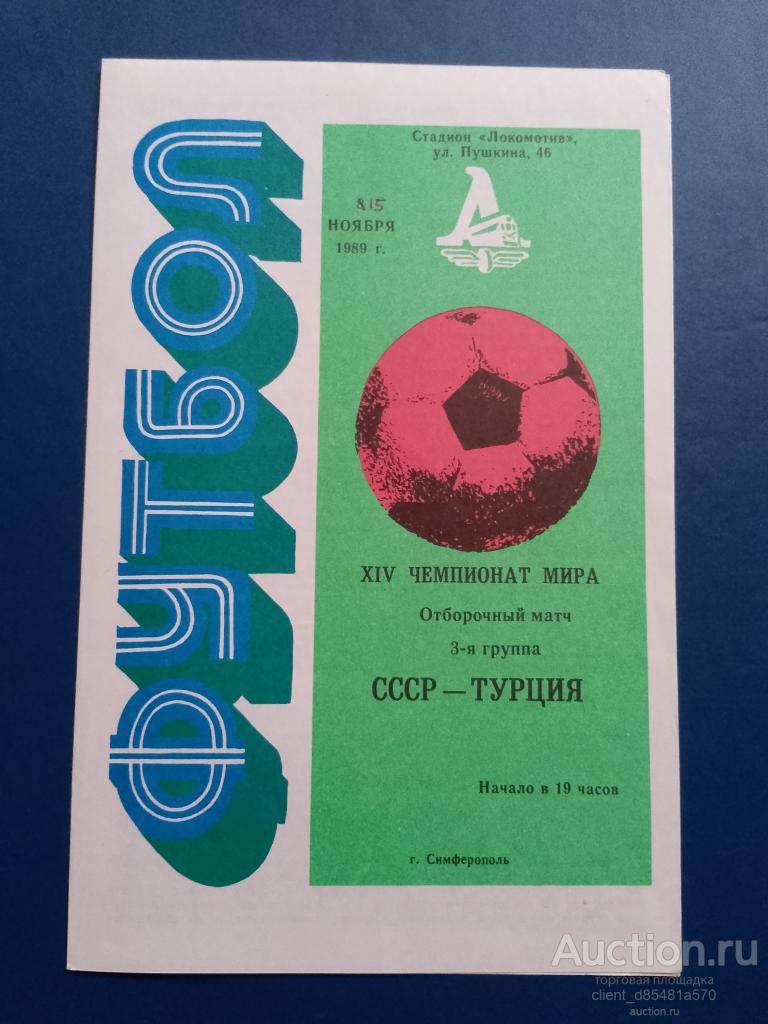 ФУТБОЛ
Стадион «Локомотив»,
ул. Пушкина, 46
15
НОЯБРЯ
1989 г.
XIV ЧЕМПИОНАТ МИРА
Отборочный матч
3-я группа
СССР — ТУРЦИЯ
Начало в 19 часов
г. Симферополь
Auction.ru
торговая площадка
client_d85481a570
auction.ru